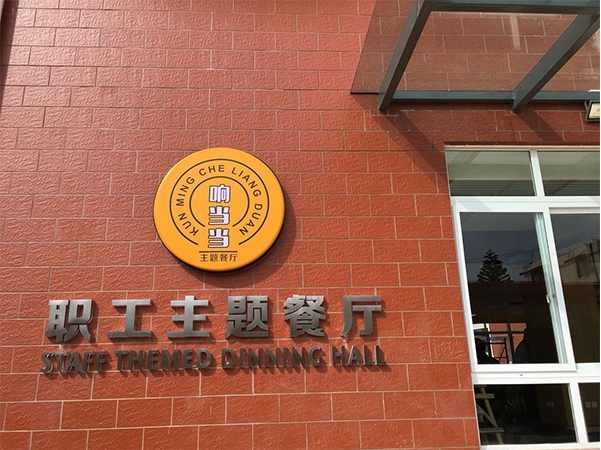 KUN MING CHE LIANG DUAN
响当当
主题餐厅
职工主题餐厅
STAFF THEMED DINNING HALL